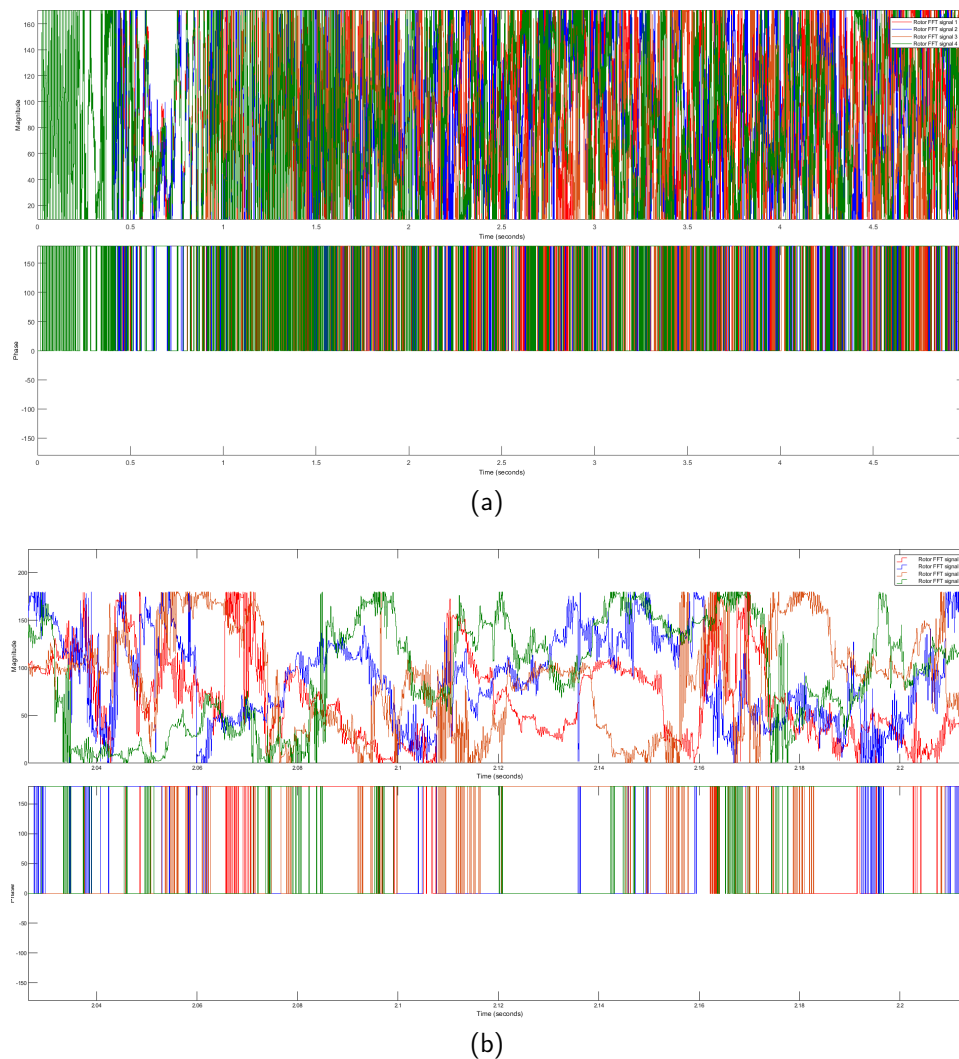 160
140
120
100
80
60
40
20
Magnitude
Rotor FFT signal 1
Rotor FFT signal 2
Rotor FFT signal 3
Rotor FFT signal 4
0 0.5 1 1.5 2 2.5 3 3.5 4 4.5
Time (seconds)
150
100
50
0
-50
-100
-150
Phase
0 0.5 1 1.5 2 2.5 3 3.5 4 4.5
Time (seconds)
(a)
200
150
100
50
0
Magnitude
Rotor FFT signal
Rotor FFT signal
Rotor FFT signal
Rotor FFT signal
2.04 2.06 2.08 2.1 2.12 2.14 2.16 2.18 2.2
Time (seconds)
150
100
50
0
-50
-100
-150
Phase
2.04 2.06 2.08 2.1 2.12 2.14 2.16 2.18 2.2
Time (seconds)
(b)